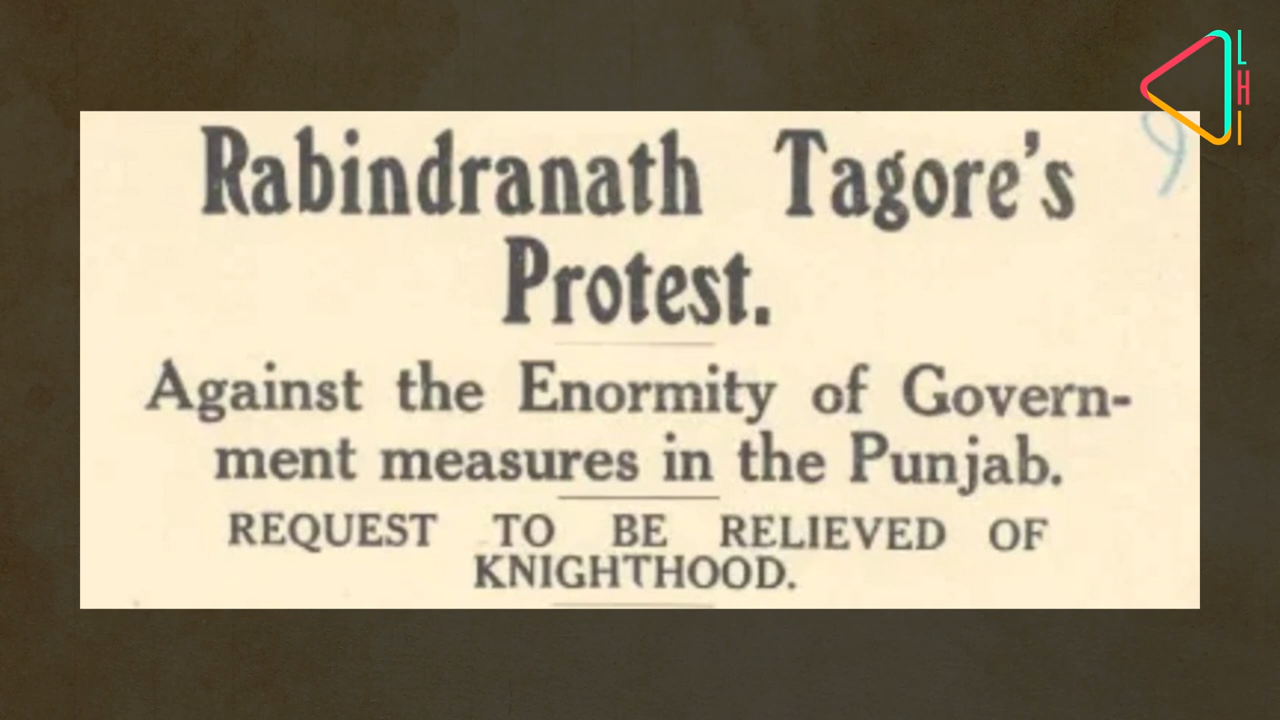 Rabindranath Tagore's
Protest.
Against the Enormity of Govern-
ment measures in the Punjab.
REQUEST TO BE RELIEVED OF
KNIGHTHOOD.
LHI